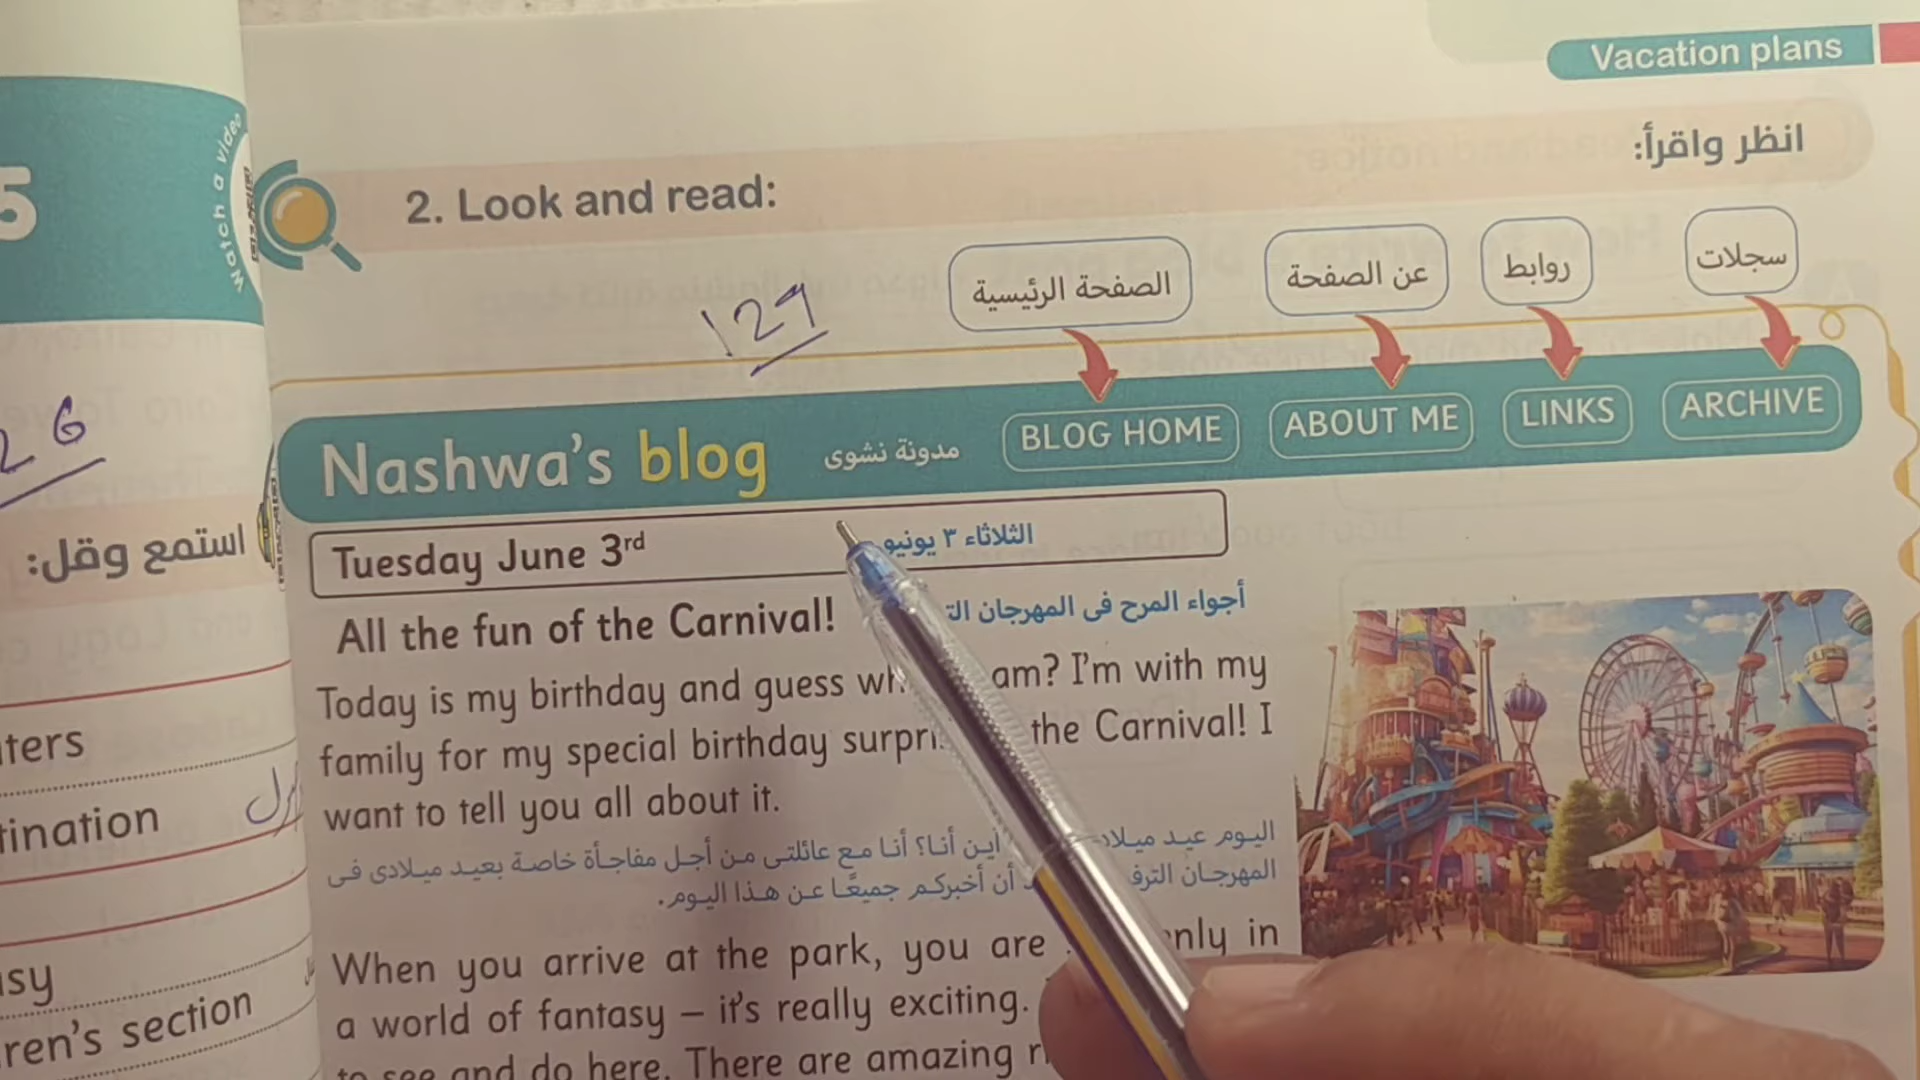 Vacation plans
انظر واقرأ:
2. Look and read:
129
الصفحة الرئيسية
عن الصفحة
روابط
سجلات
Nashwa's blog مدونة نشوى BLOG HOME ABOUT ME LINKS ARCHIVE
Tuesday June 3rd الثلاثاء ٣ يونيو
All the fun of the Carnival! أجواء المرح فى المهرجان
Today is my birthday and guess am? I'm with my
family for my special birthday the Carnival! I
want to tell you all about it.
اليوم عيد أين أنا؟ أنا مع عائلتى من أجل مفاجأة خاصة بعيد ميلادى فى
المهرجان أن أخبركم جميعًا عن هذا اليوم.
When you arrive at the park, you are in
a world of fantasy – it's really exciting.
to see and do here. There are amazing
5
Watch a video
26
استمع وقل:
ters
tination
sy
ren's section